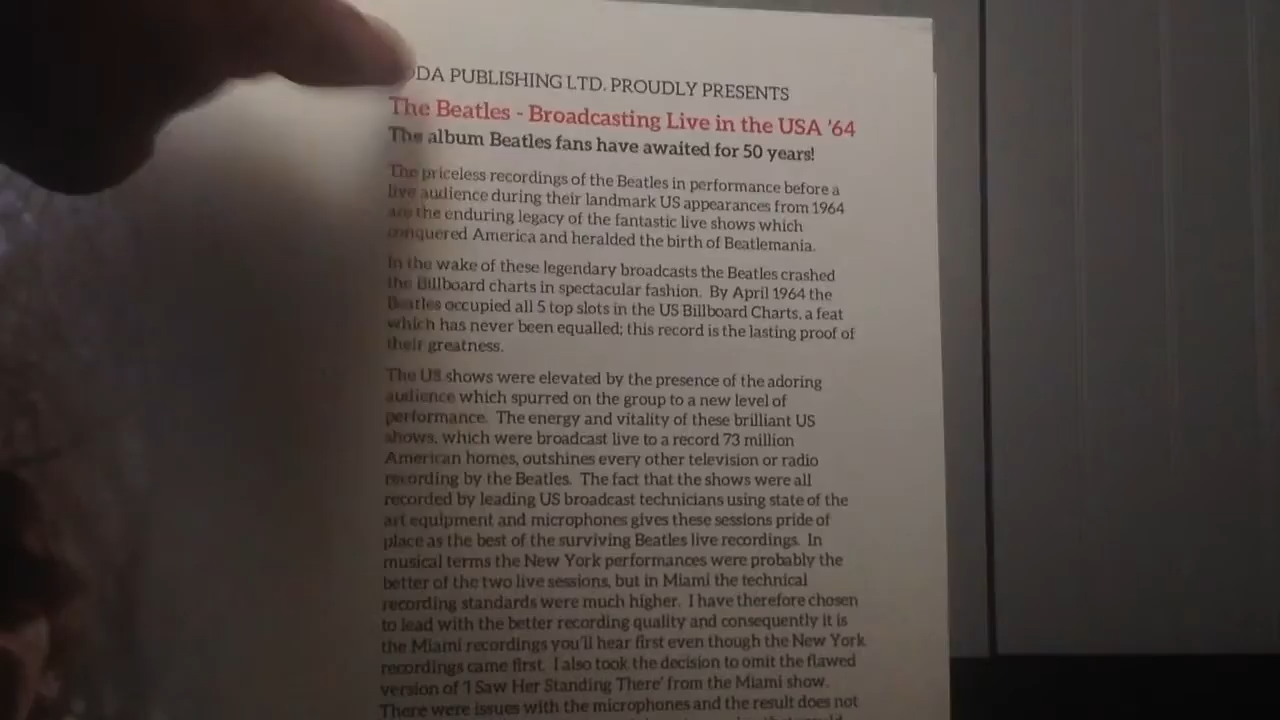 DA PUBLISHING LTD. PROUDLY PRESENTS
The Beatles - Broadcasting Live in the USA '64
The album Beatles fans have awaited for 50 years!
The priceless recordings of the Beatles in performance before a
live audience during their landmark US appearances from 1964
are the enduring legacy of the fantastic live shows which
conquered America and heralded the birth of Beatlemania.
In the wake of these legendary broadcasts the Beatles crashed
the Billboard charts in spectacular fashion. By April 1964 the
Beatles occupied all 5 top slots in the US Billboard Charts, a feat
which has never been equalled; this record is the lasting proof of
their greatness.
The US shows were elevated by the presence of the adoring
audience which spurred on the group to a new level of
performance. The energy and vitality of these brilliant US
shows, which were broadcast live to a record 73 million
American homes, outshines every other television or radio
recording by the Beatles. The fact that the shows were all
recorded by leading US broadcast technicians using state of the
art equipment and microphones gives these sessions pride of
place as the best of the surviving Beatles live recordings. In
musical terms the New York performances were probably the
better of the two live sessions, but in Miami the technical
recording standards were much higher. I have therefore chosen
to lead with the better recording quality and consequently it is
the Miami recordings you'll hear first even though the New York
recordings came first. I also took the decision to omit the flawed
version of 'I Saw Her Standing There' from the Miami show.
There were issues with the microphones and the result does not